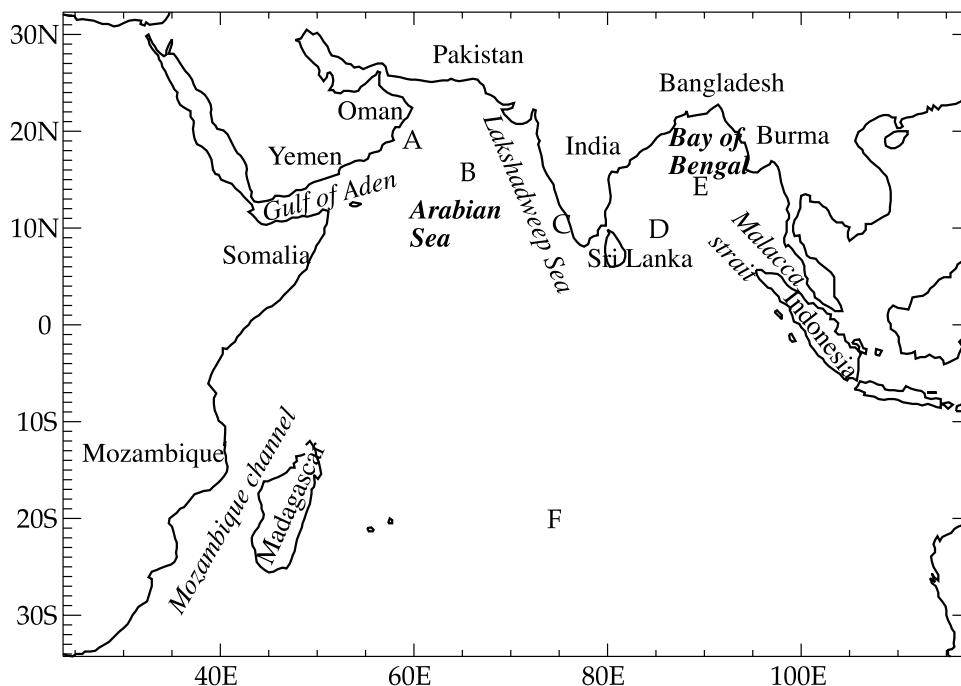 30N
Pakistan
Bangladesh
Oman
20N
A
Lakshadweep Sea
India
Bay of
Bengal
Burma
Yemen
B
E
Gulf of Aden
Arabian
Sea
10N
C
D
Malacca
strait
Somalia
Sri Lanka
0
Indonesia
10S
Mozambique
Mozambique channel
Madagascar
20S
F
30S
40E
60E
80E
100E